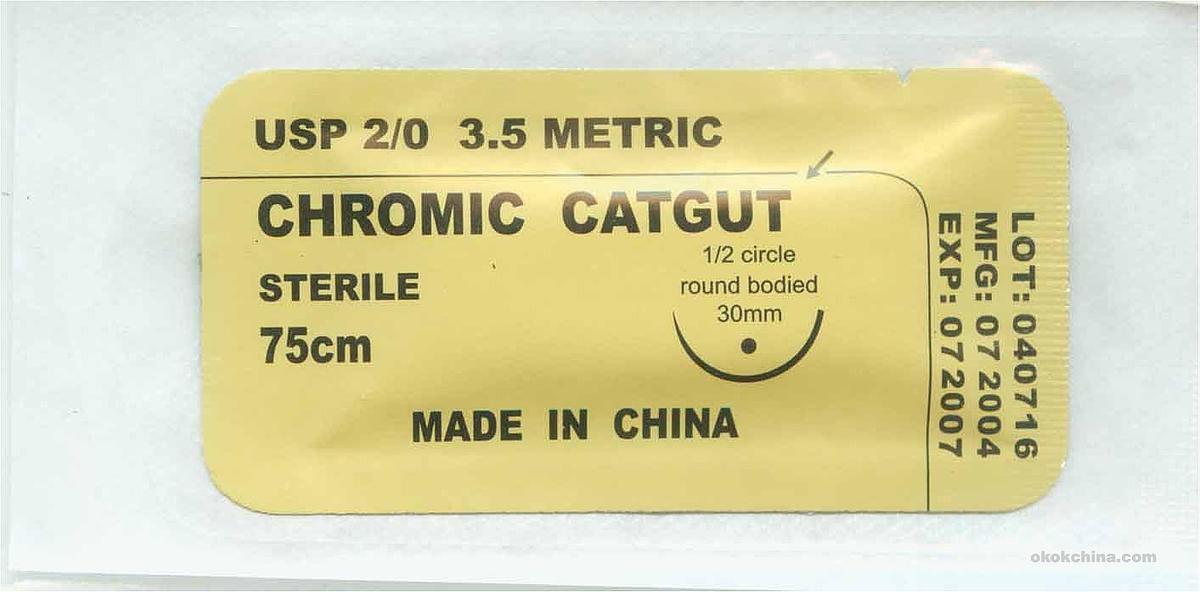 USP 2/0 3.5 METRIC
CHROMIC CATGUT
1/2 circle
round bodied
30mm
STERILE
75cm
MADE IN CHINA
LOT: 040716
MFG: 07 2004
EXP: 07 2007
okokchina.com